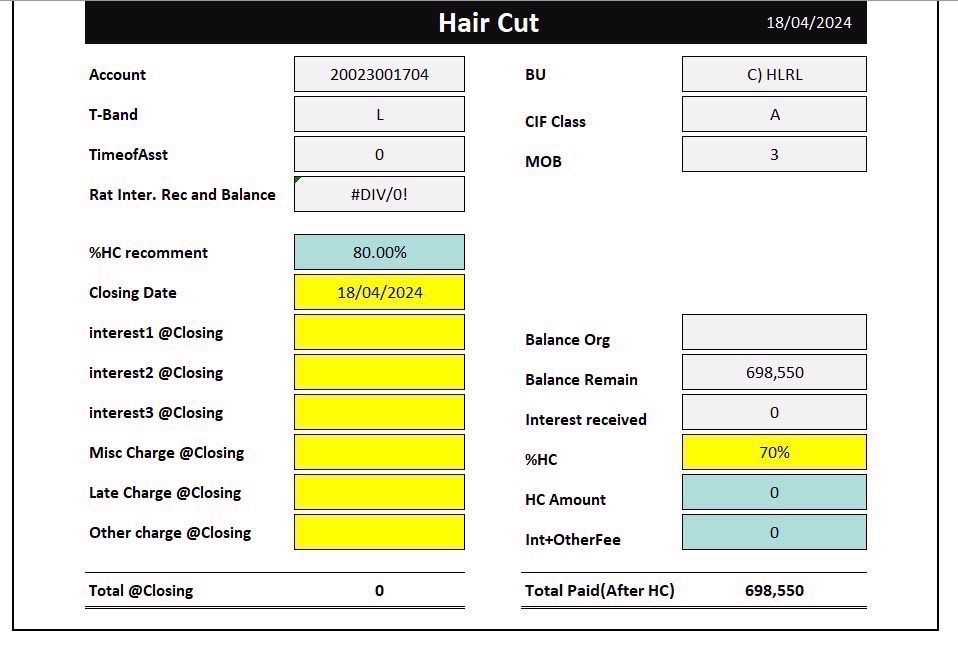 Hair Cut 18/04/2024
Account 20023001704 BU C) HLRL
T-Band L CIF Class A
TimeofAsst 0 MOB 3
Rat Inter. Rec and Balance #DIV/0!
%HC recomment 80.00%
Closing Date 18/04/2024
interest1 @Closing Balance Org
interest2 @Closing Balance Remain 698,550
interest3 @Closing Interest received 0
Misc Charge @Closing %HC 70%
Late Charge @Closing HC Amount 0
Other charge @Closing Int+OtherFee 0
Total @Closing 0 Total Paid(After HC) 698,550